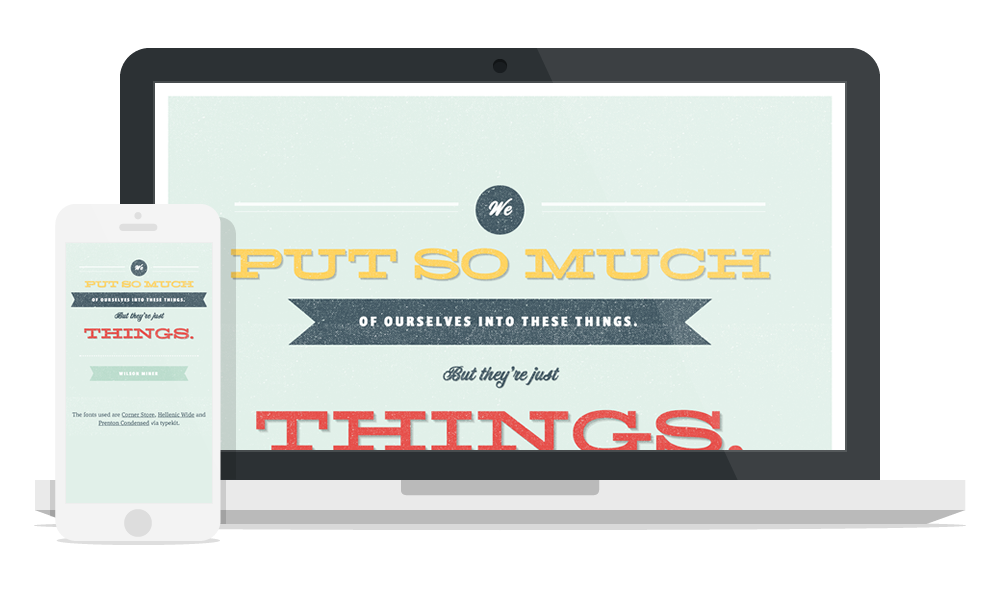 We
PUT SO MUCH
OF OURSELVES INTO THESE THINGS.
But they're just
THINGS.
We
PUT SO MUCH
OF OURSELVES INTO THESE THINGS.
But they're just
THINGS.
WILSON MINER
The fonts used are Corner Store, Hellenic Wide and
Prenton Condensed via typekit.